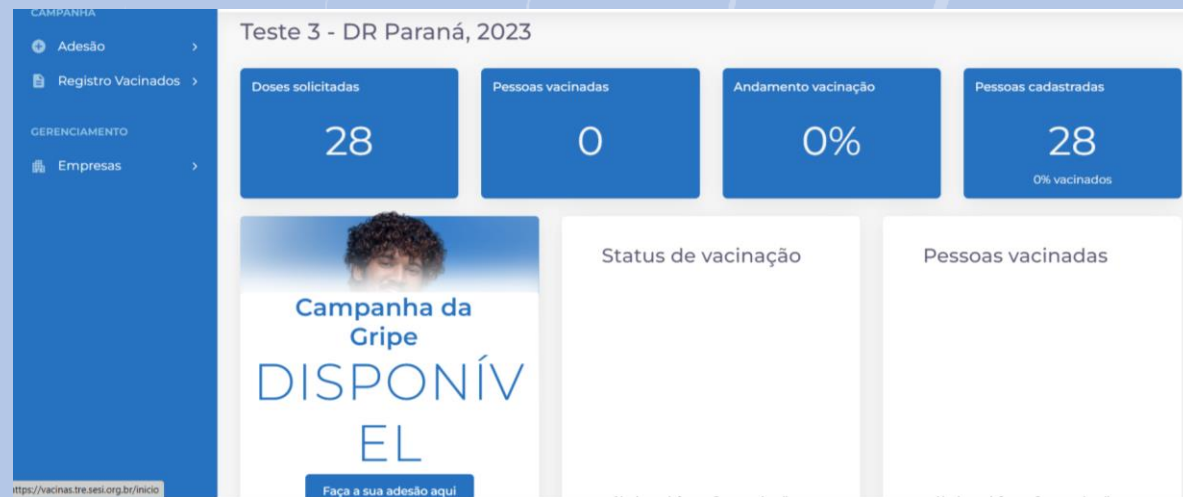 CAMPANHA
Adesão
Registro Vacinados
GERENCIAMENTO
Empresas
Teste 3 - DR Paraná, 2023
Doses solicitadas
28
Pessoas vacinadas
0
Andamento vacinação
0%
Pessoas cadastradas
28
0% vacinados
Campanha da
Gripe
DISPONÍV
EL
Faça a sua adesão aqui
Status de vacinação
Pessoas vacinadas
https://vacinas.tre.sesi.org.br/inicio